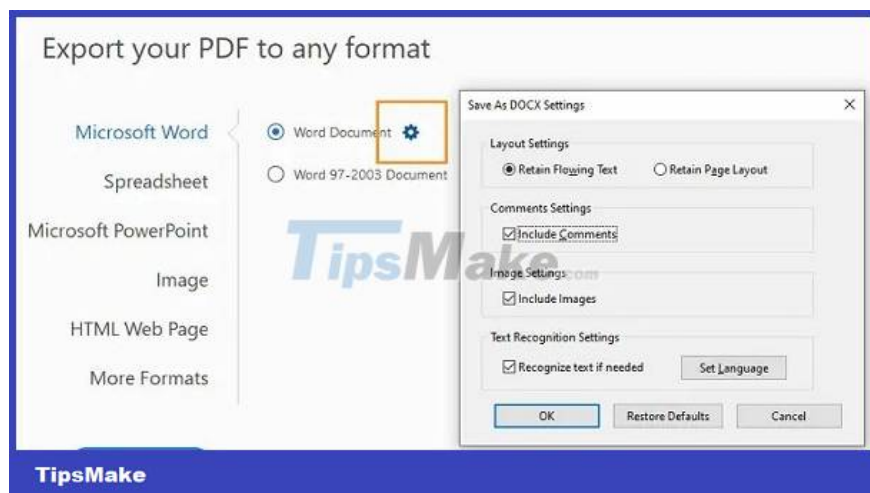 Export your PDF to any format
Microsoft Word
Spreadsheet
Microsoft PowerPoint
Image
HTML Web Page
More Formats
Word Document
Word 97-2003 Document
Save As DOCX Settings
Layout Settings
Retain Flowing Text
Retain Page Layout
Comments Settings
Include Comments
Image Settings
Include Images
Text Recognition Settings
Recognize text if needed
Set Language
OK
Restore Defaults
Cancel
TipsMake.com
TipsMake